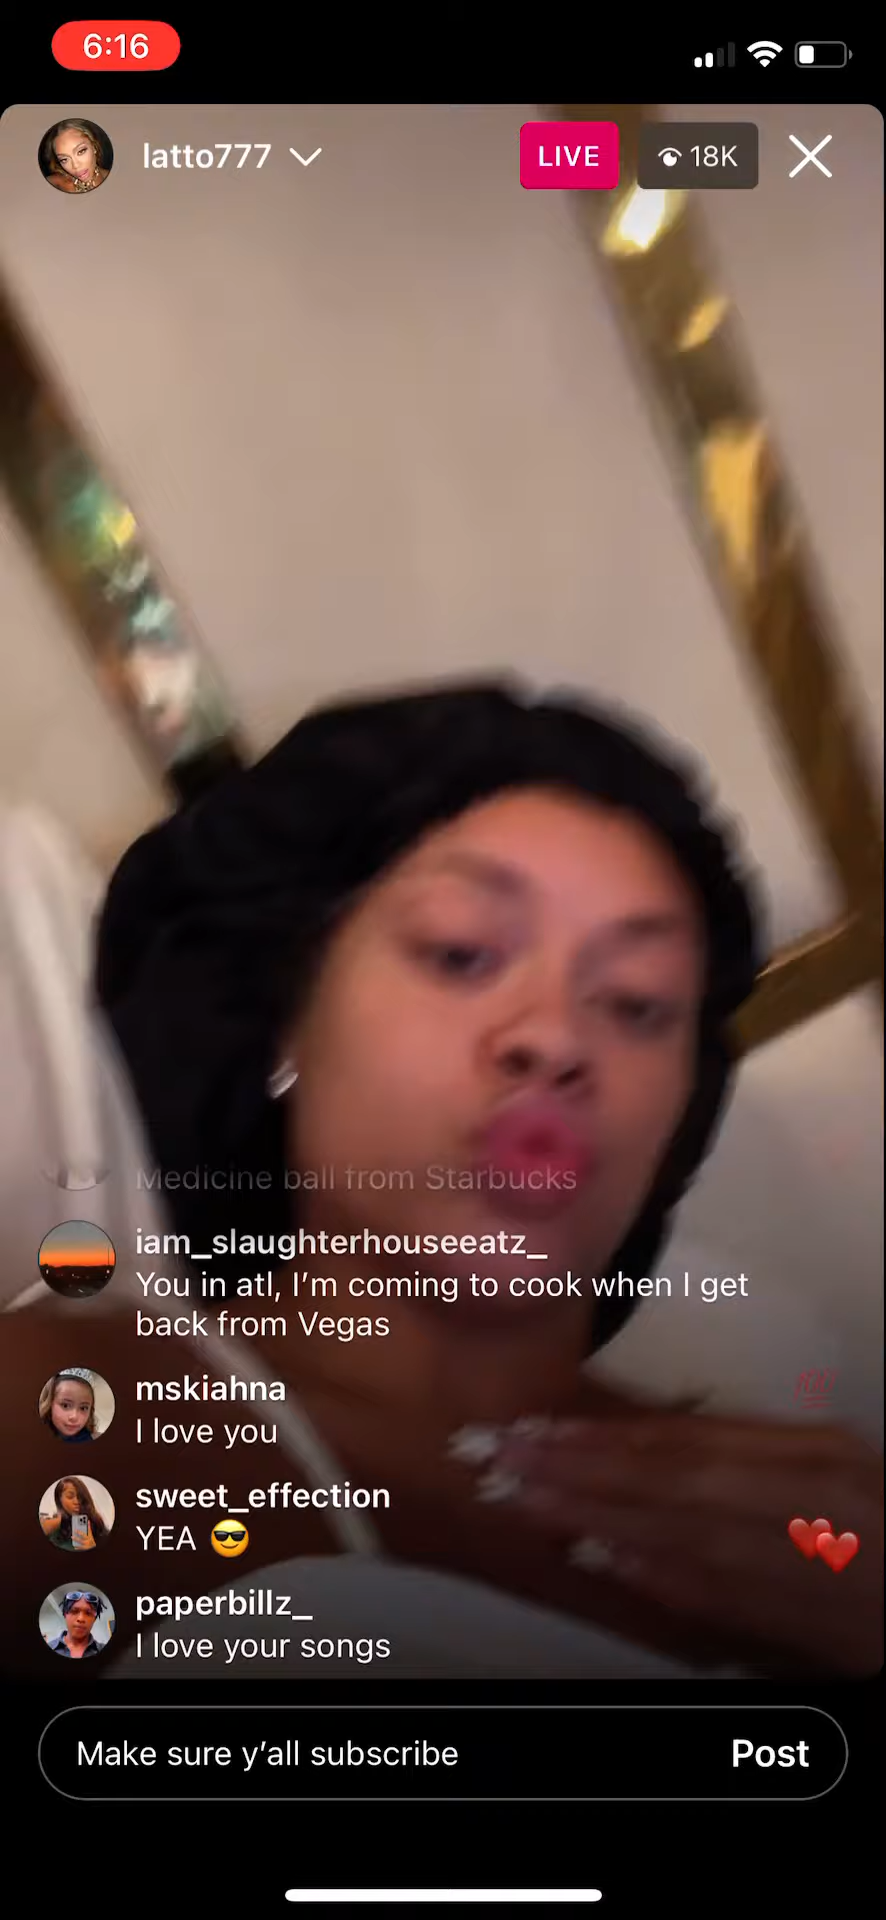 6:16
latto777
LIVE
18K
Medicine ball from Starbucks
iam_slaughterhouseeatz_
You in atl, I’m coming to cook when I get
back from Vegas
mskiahna
I love you
sweet_effection
YEA 😎
paperbillz_
I love your songs
Make sure y’all subscribe
Post